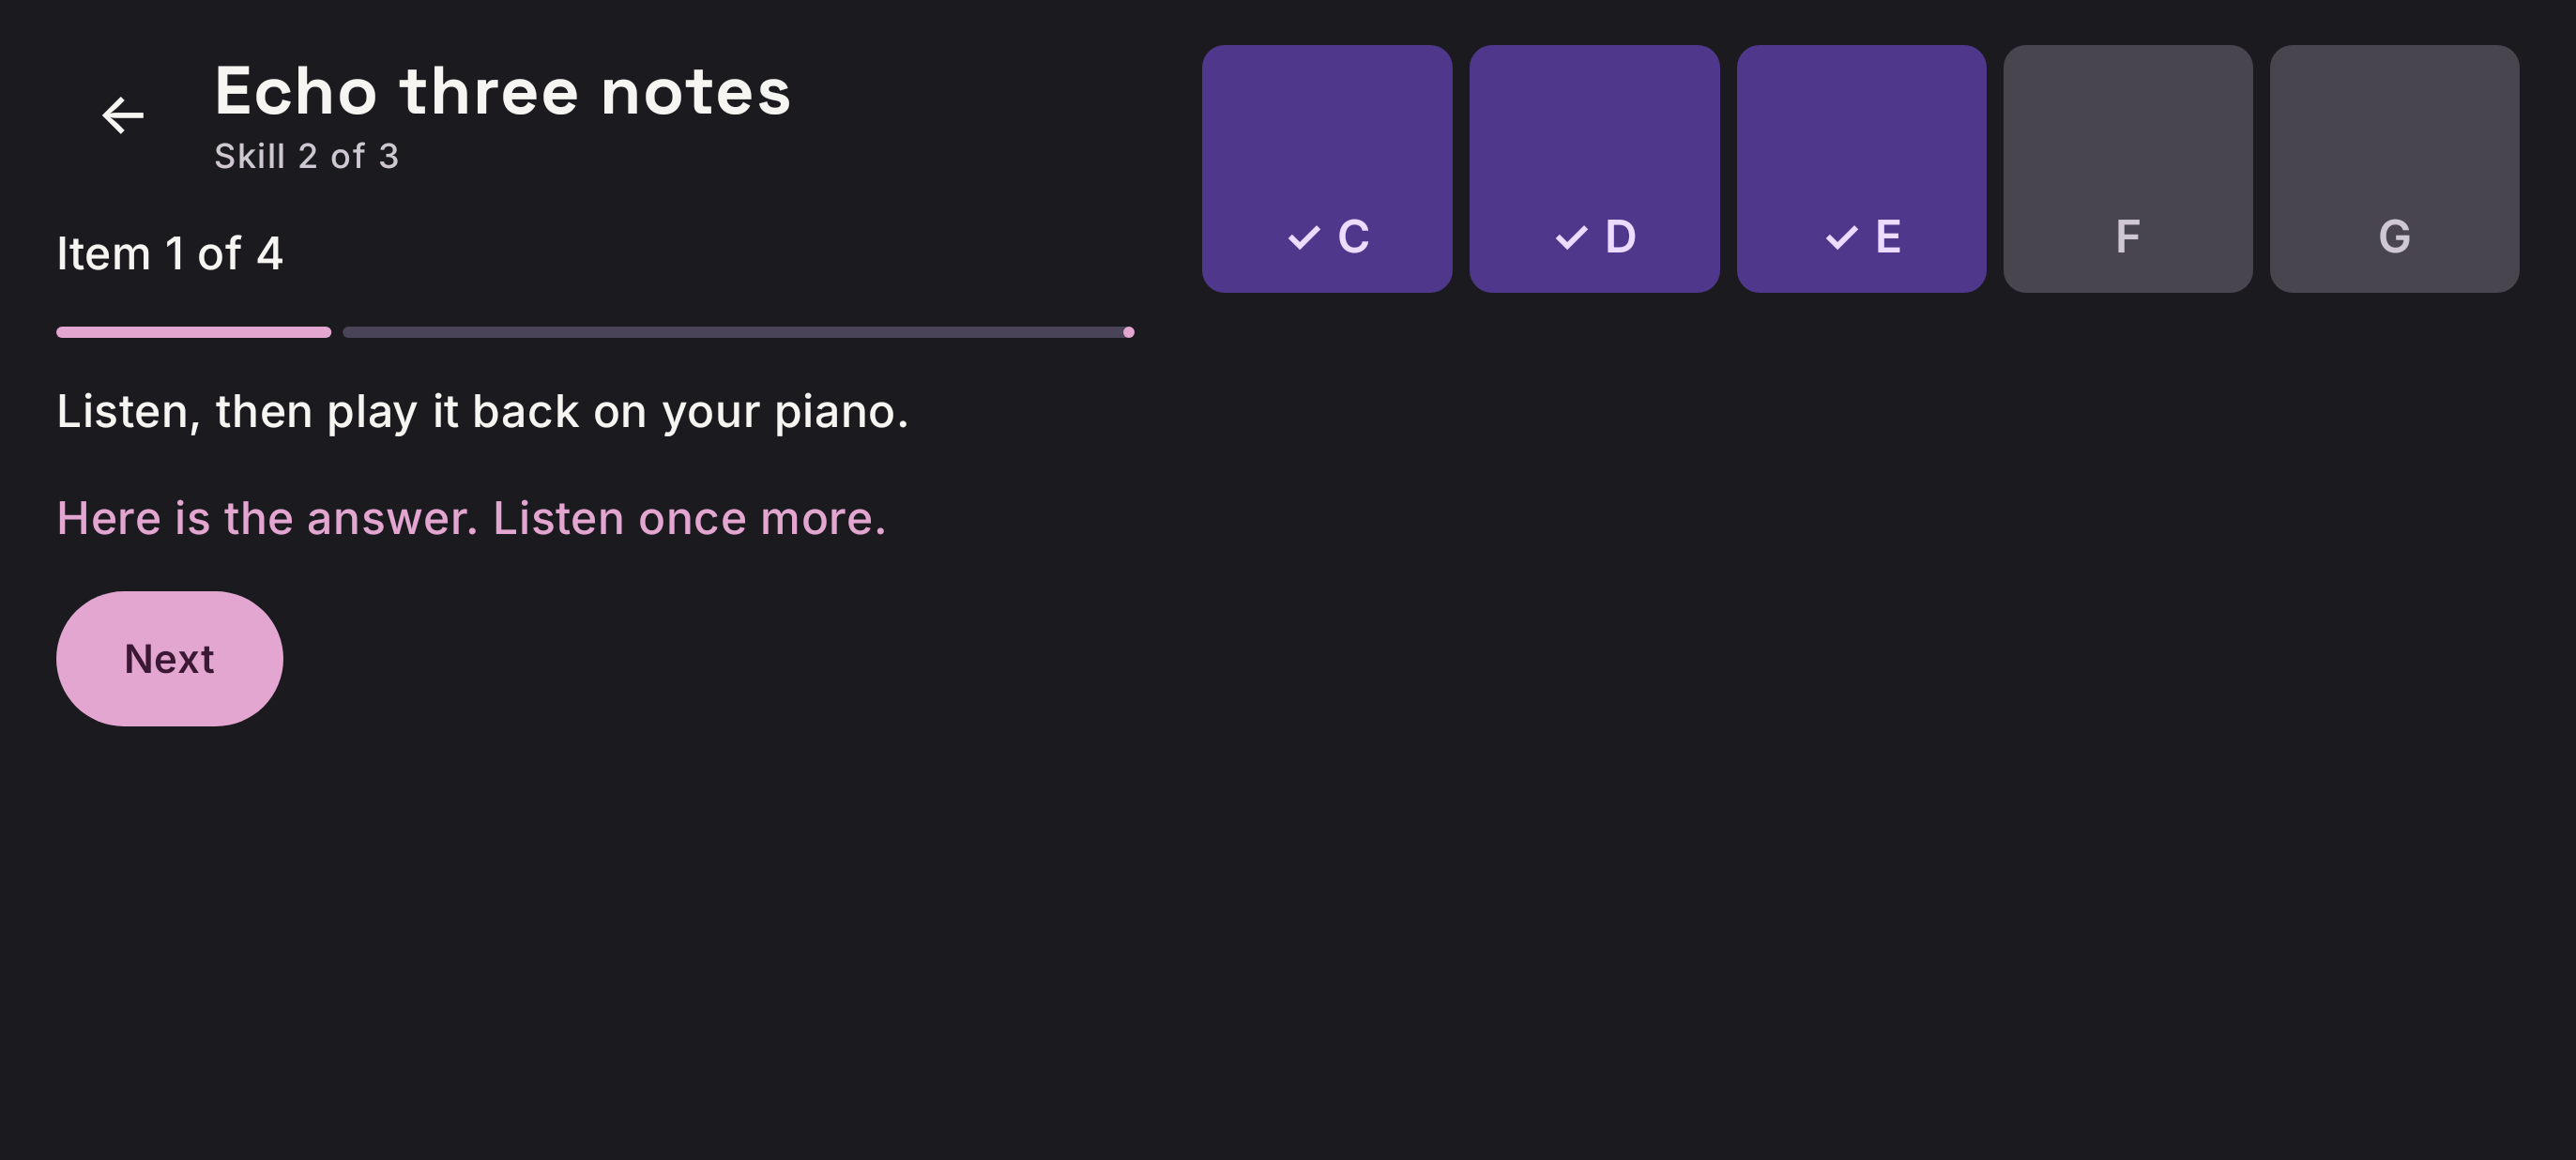 Echo three notes
Skill 2 of 3
Item 1 of 4
Listen, then play it back on your piano.
Here is the answer. Listen once more.
Next
C D E F G